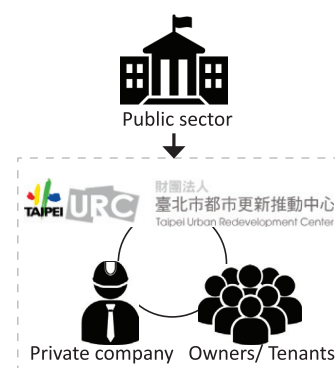 Public sector
TAIPEI URC
財團法人
臺北市都市更新推動中心
Taipei Urban Redevelopment Center
Private company Owners/ Tenants